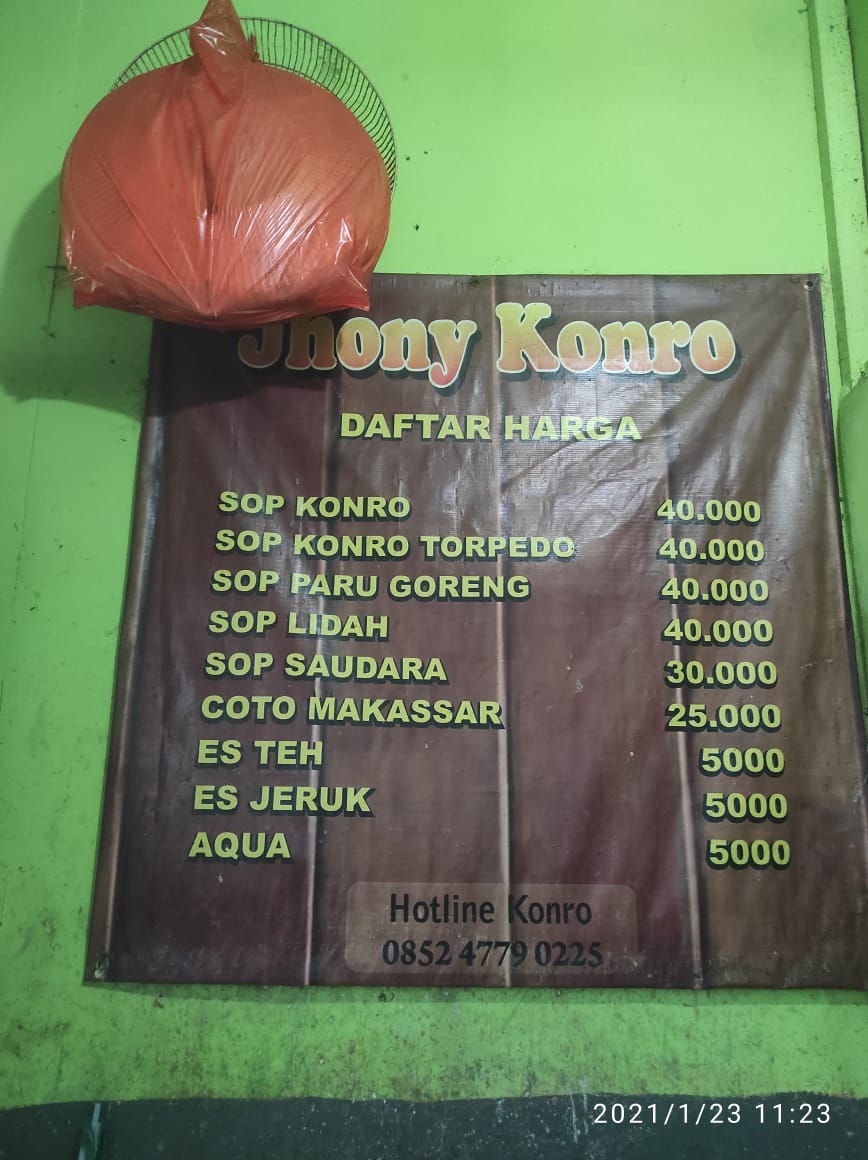 Jhony Konro
DAFTAR HARGA
SOP KONRO 40.000
SOP KONRO TORPEDO 40.000
SOP PARU GORENG 40.000
SOP LIDAH 40.000
SOP SAUDARA 30.000
COTO MAKASSAR 25.000
ES TEH 5000
ES JERUK 5000
AQUA 5000
Hotline Konro
0852 4779 0225
2021/1/23 11:23